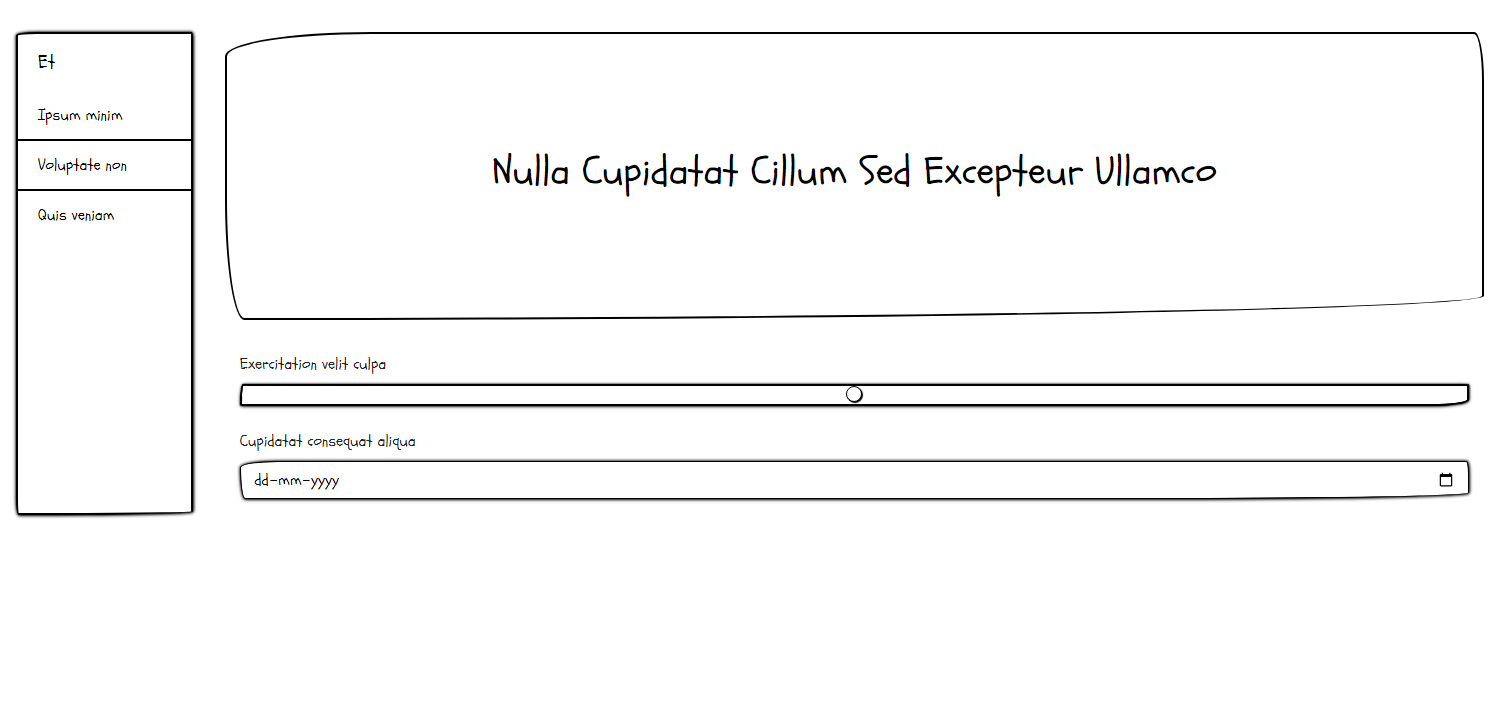 Et
Ipsum minim
Voluptate non
Quis veniam
Nulla Cupidatat Cillum Sed Excepteur Ullamco
Exercitation velit culpa
Cupidatat consequat aliqua
dd-mm-yyyy